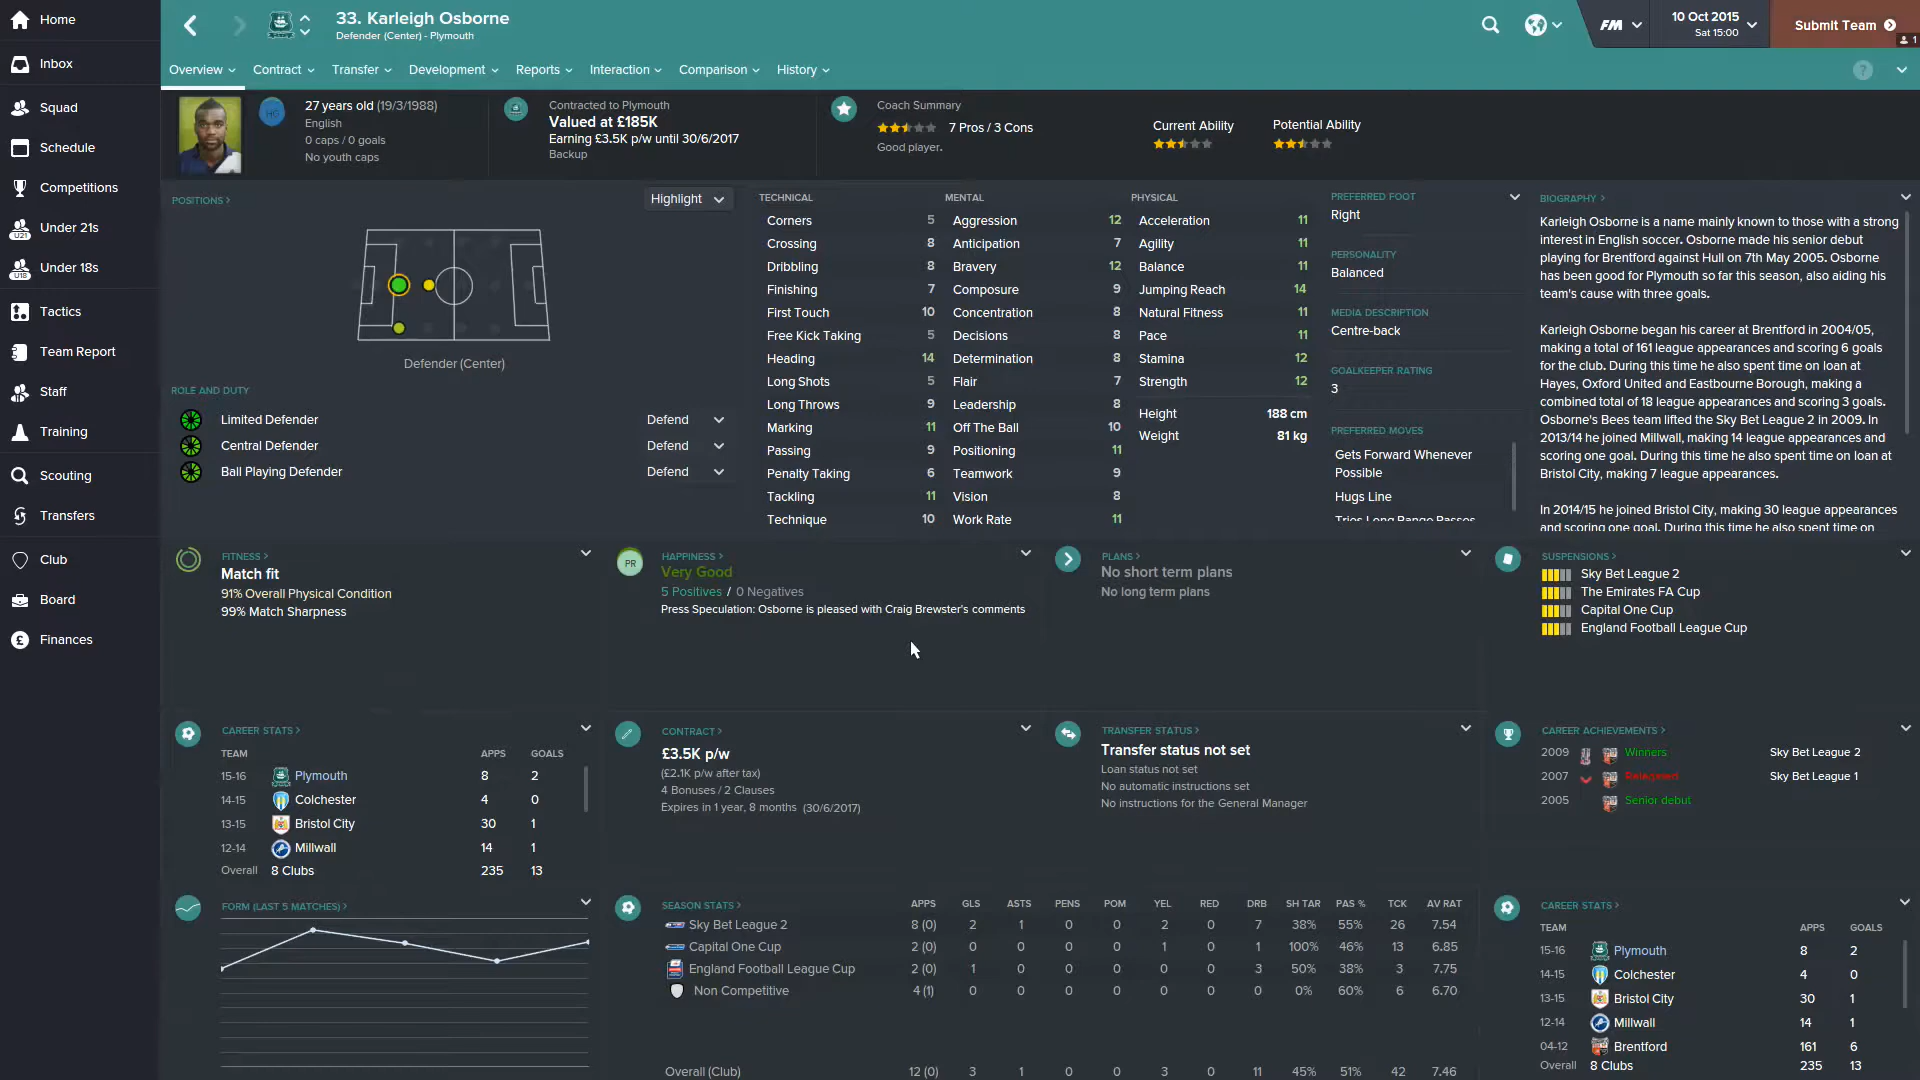 Home
Inbox
Squad
Schedule
Competitions
Under 21s
Under 18s
Tactics
Team Report
Staff
Training
Scouting
Transfers
Club
Board
Finances
33. Karleigh Osborne
Defender (Center) - Plymouth
FM
10 Oct 2015
Sat 15:00
Submit Team
1
Overview Contract Transfer Development Reports Interaction Comparison History
?
27 years old (19/3/1988)
English
0 caps / 0 goals
No youth caps
Contracted to Plymouth
Valued at £185K
Earning £3.5K p/w until 30/6/2017
Backup
Coach Summary
7 Pros / 3 Cons
Good player.
Current Ability
Potential Ability
POSITIONS >
Highlight
Defender (Center)
ROLE AND DUTY
Limited Defender Defend
Central Defender Defend
Ball Playing Defender Defend
TECHNICAL
Corners 5
Crossing 8
Dribbling 8
Finishing 7
First Touch 10
Free Kick Taking 5
Heading 14
Long Shots 5
Long Throws 9
Marking 11
Passing 9
Penalty Taking 6
Tackling 11
Technique 10
MENTAL
Aggression 12
Anticipation 7
Bravery 12
Composure 9
Concentration 8
Decisions 8
Determination 8
Flair 7
Leadership 8
Off The Ball 10
Positioning 11
Teamwork 9
Vision 8
Work Rate 11
PHYSICAL
Acceleration 11
Agility 11
Balance 11
Jumping Reach 14
Natural Fitness 11
Pace 11
Stamina 12
Strength 12
Height 188 cm
Weight 81 kg
PREFERRED FOOT
Right
PERSONALITY
Balanced
MEDIA DESCRIPTION
Centre-back
GOALKEEPER RATING
3
PREFERRED MOVES
Gets Forward Whenever
Possible
Hugs Line
Tries Long Range Passes
BIOGRAPHY >
Karleigh Osborne is a name mainly known to those with a strong
interest in English soccer. Osborne made his senior debut
playing for Brentford against Hull on 7th May 2005. Osborne
has been good for Plymouth so far this season, also aiding his
team's cause with three goals.
Karleigh Osborne began his career at Brentford in 2004/05,
making a total of 161 league appearances and scoring 6 goals
for the club. During this time he also spent time on loan at
Hayes, Oxford United and Eastbourne Borough, making a
combined total of 18 league appearances and scoring 3 goals.
Osborne's Bees team lifted the Sky Bet League 2 in 2009. In
2013/14 he joined Millwall, making 14 league appearances and
scoring one goal. During this time he also spent time on loan at
Bristol City, making 7 league appearances.
In 2014/15 he joined Bristol City, making 30 league appearances
and scoring one goal. During this time he also spent time on
FITNESS >
Match fit
91% Overall Physical Condition
99% Match Sharpness
PR
HAPPINESS >
Very Good
5 Positives / 0 Negatives
Press Speculation: Osborne is pleased with Craig Brewster's comments
PLANS >
No short term plans
No long term plans
SUSPENSIONS >
Sky Bet League 2
The Emirates FA Cup
Capital One Cup
England Football League Cup
CAREER STATS >
TEAM APPS GOALS
15-16 Plymouth 8 2
14-15 Colchester 4 0
13-15 Bristol City 30 1
12-14 Millwall 14 1
Overall 8 Clubs 235 13
CONTRACT >
£3.5K p/w
(£2.1K p/w after tax)
4 Bonuses / 2 Clauses
Expires in 1 year, 8 months (30/6/2017)
TRANSFER STATUS >
Transfer status not set
Loan status not set
No automatic instructions set
No instructions for the General Manager
CAREER ACHIEVEMENTS >
2009 Winners Sky Bet League 2
2007 Relegated Sky Bet League 1
2005 Senior debut
FORM (LAST 5 MATCHES) >
SEASON STATS > APPS GLS ASTS PENS POM YEL RED DRB SH TAR PAS % TCK AV RAT
Sky Bet League 2 8 (0) 2 1 0 0 2 0 7 38% 55% 26 7.54
Capital One Cup 2 (0) 0 0 0 0 1 0 1 100% 46% 13 6.85
England Football League Cup 2 (0) 1 0 0 0 0 0 3 50% 38% 3 7.75
Non Competitive 4 (1) 0 0 0 0 0 0 0 0% 60% 6 6.70
Overall (Club) 12 (0) 3 1 0 0 3 0 11 45% 51% 42 7.46
CAREER STATS >
TEAM APPS GOALS
15-16 Plymouth 8 2
14-15 Colchester 4 0
13-15 Bristol City 30 1
12-14 Millwall 14 1
04-12 Brentford 161 6
Overall 8 Clubs 235 13